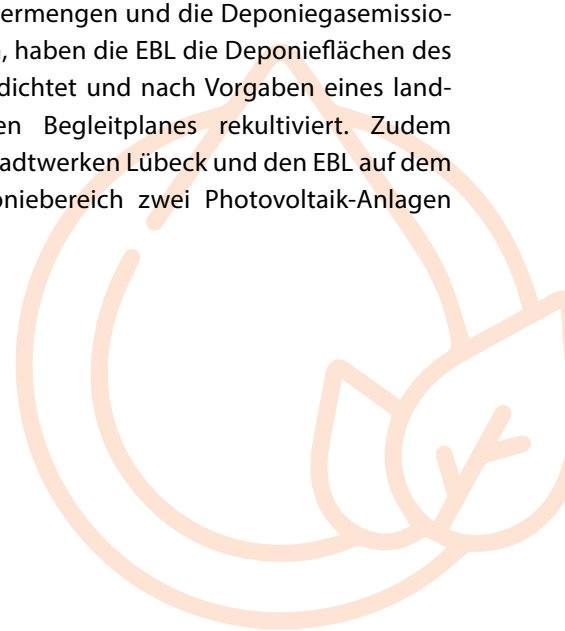 ermengen und die Deponiegasemissio-
, haben die EBL die Deponieflächen des
dichtet und nach Vorgaben eines land-
en Begleitplanes rekultiviert. Zudem
adtwerken Lübeck und den EBL auf dem
oniebereich zwei Photovoltaik-Anlagen